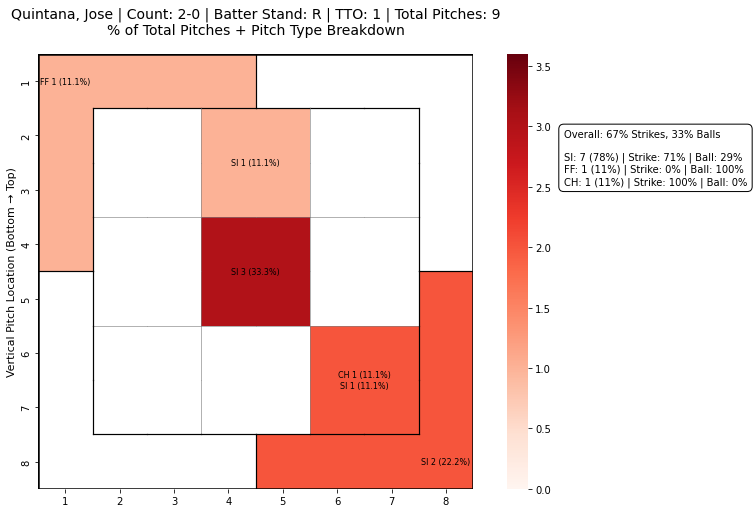 Quintana, Jose | Count: 2-0 | Batter Stand: R | TTO: 1 | Total Pitches: 9
% of Total Pitches + Pitch Type Breakdown
Vertical Pitch Location (Bottom → Top)
1
2
3
4
5
6
7
8
FF 1 (11.1%)
SI 1 (11.1%)
SI 3 (33.3%)
CH 1 (11.1%)
SI 1 (11.1%)
SI 2 (22.2%)
1
2
3
4
5
6
7
8
3.5
3.0
2.5
2.0
1.5
1.0
0.5
0.0
Overall: 67% Strikes, 33% Balls
SI: 7 (78%) | Strike: 71% | Ball: 29%
FF: 1 (11%) | Strike: 0% | Ball: 100%
CH: 1 (11%) | Strike: 100% | Ball: 0%